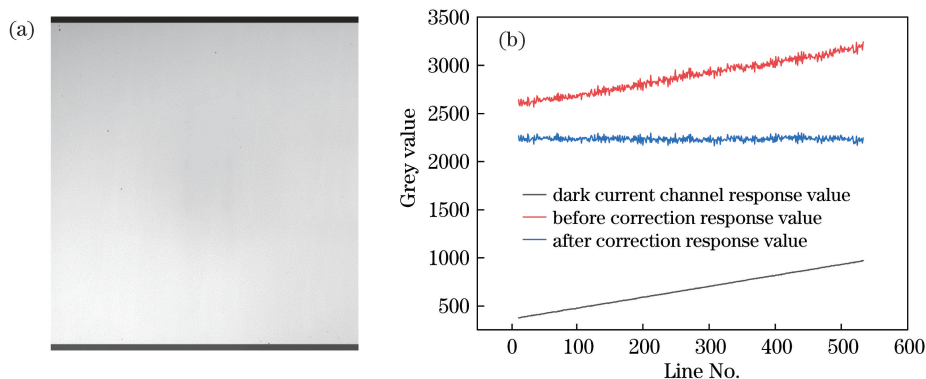 (a)
(b)
3500
3000
2500
2000
1500
1000
500
Grey value
dark current channel response value
before correction response value
after correction response value
0 100 200 300 400 500 600
Line No.